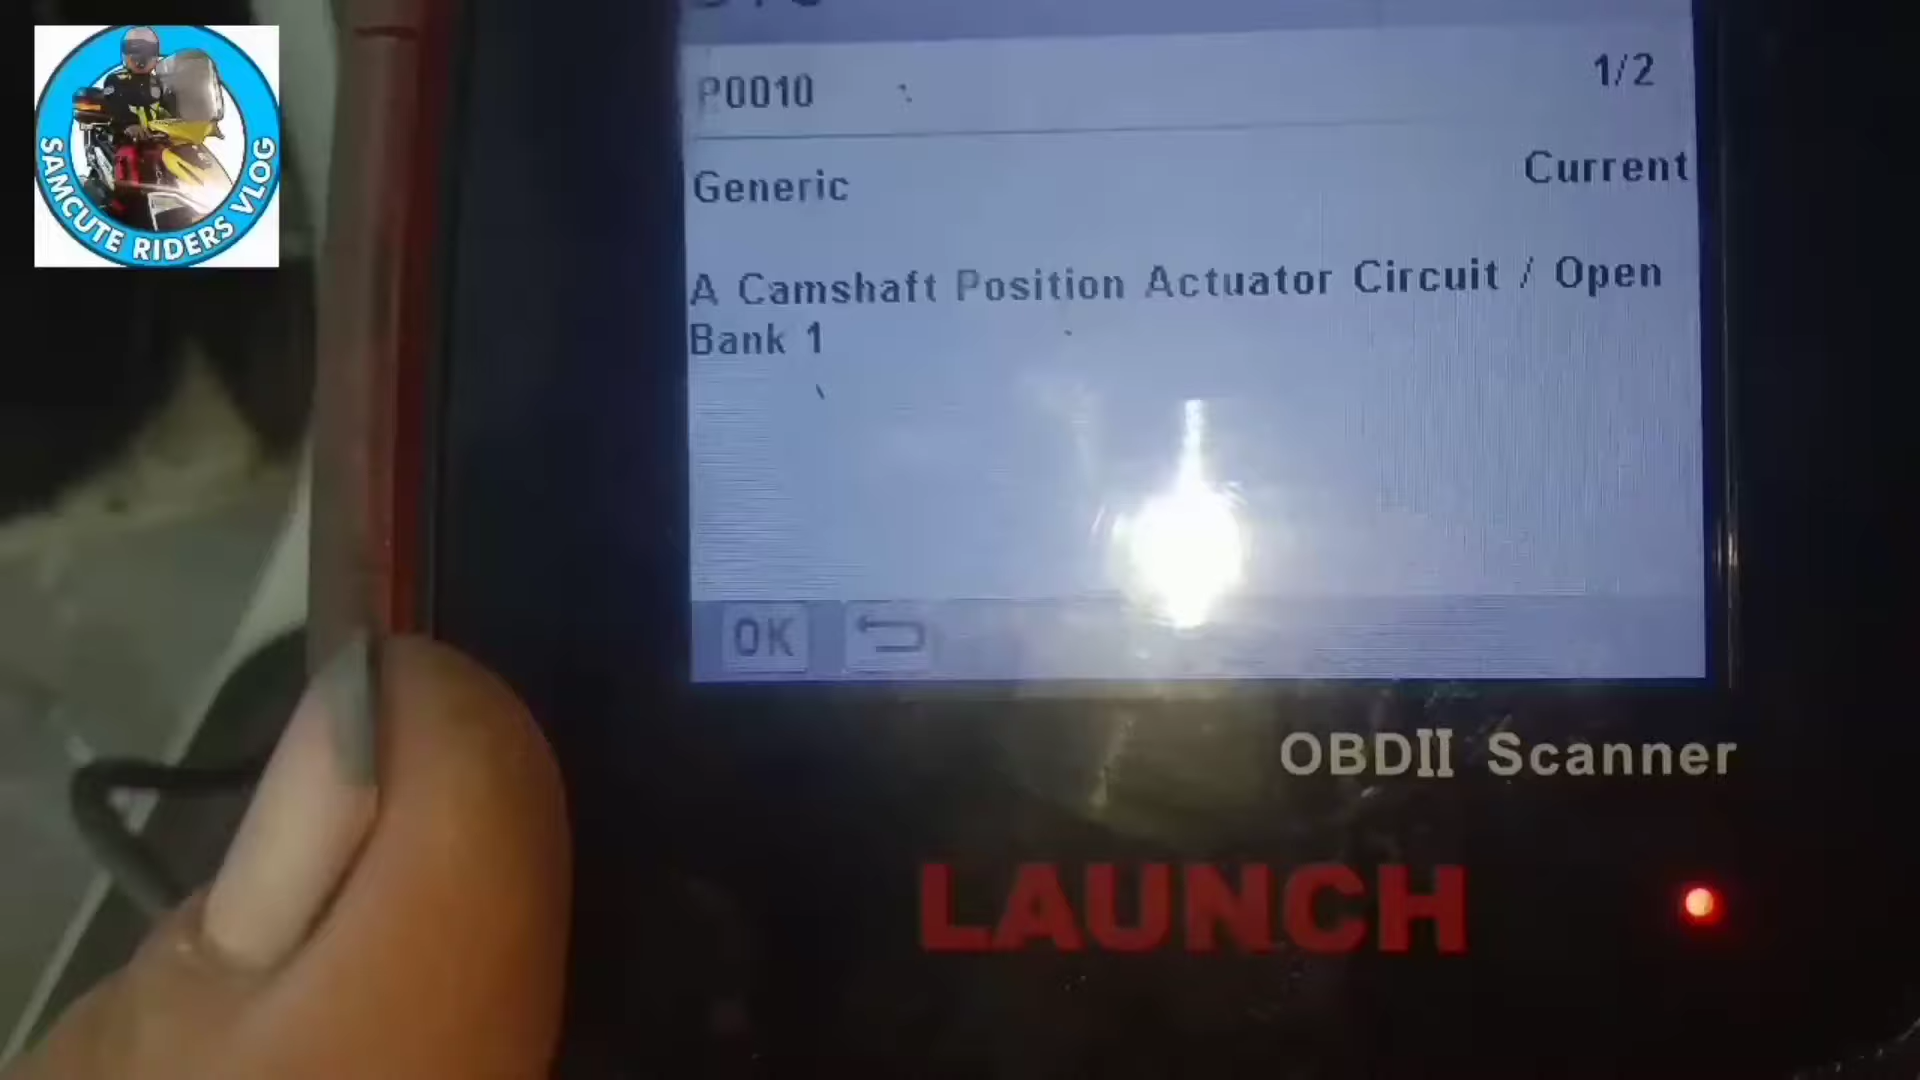 SAMCUTE RIDERS VLOG
P0010
1/2
Generic
Current
A Camshaft Position Actuator Circuit / Open
Bank 1
OK
OBDII Scanner
LAUNCH